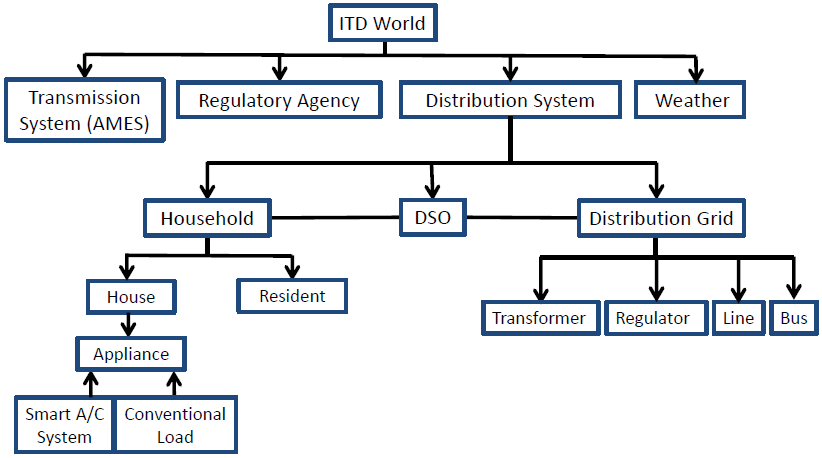 ITD World
Transmission
System (AMES)
Regulatory Agency
Distribution System
Weather
Household
DSO
Distribution Grid
House
Resident
Transformer
Regulator
Line
Bus
Appliance
Smart A/C
System
Conventional
Load